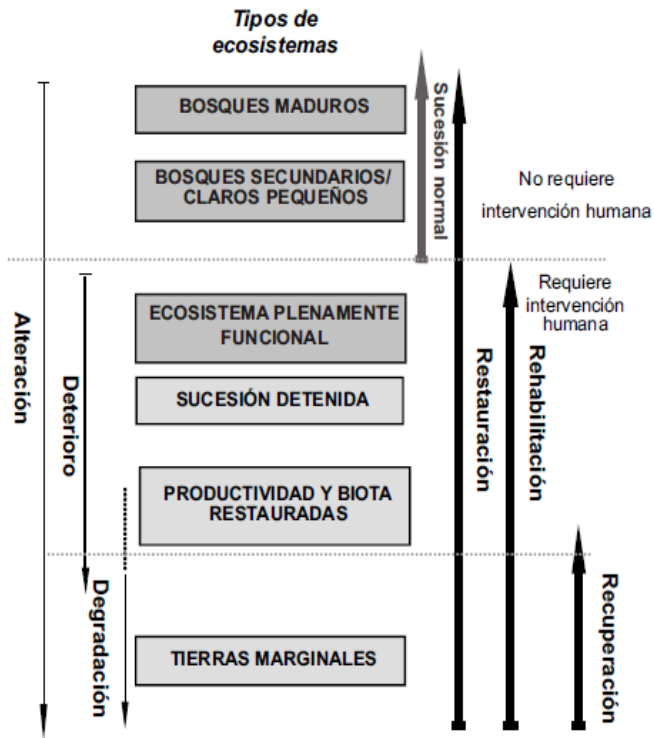 Tipos de
ecosistemas
BOSQUES MADUROS
BOSQUES SECUNDARIOS/
CLAROS PEQUEÑOS
Sucesión normal
No requiere
intervención humana
Requiere
intervención
humana
ECOSISTEMA PLENAMENTE
FUNCIONAL
SUCESIÓN DETENIDA
PRODUCTIVIDAD Y BIOTA
RESTAURADAS
TIERRAS MARGINALES
Alteración
Deterioro
Degradación
Restauración
Rehabilitación
Recuperación